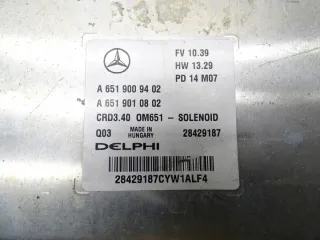 FV 10.39
HW 13.29
PD 14 M07
A 651 900 94 02
A 651 901 08 02
CRD3.40 OM651 - SOLENOID
Q03 MADE IN HUNGARY 28429187
DELPHI
28429187CYW1ALF4